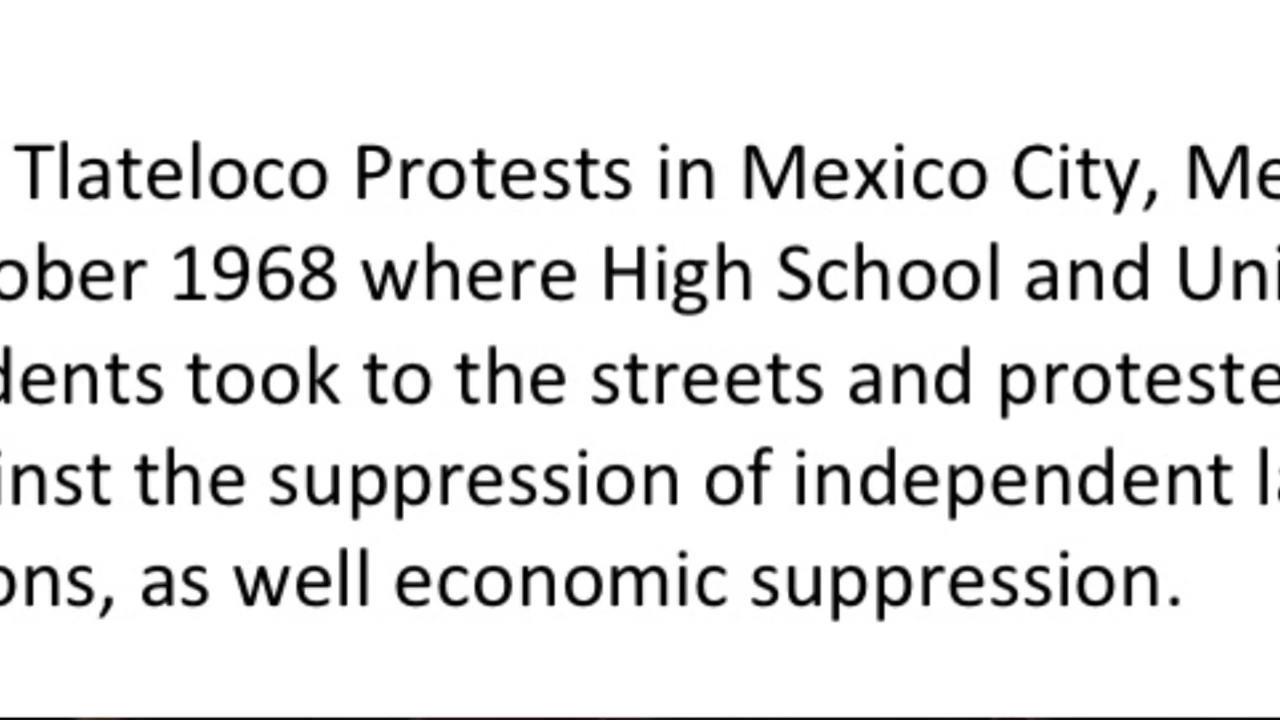 Tlateloco Protests in Mexico City, Me
ober 1968 where High School and Uni
dents took to the streets and proteste
inst the suppression of independent la
ons, as well economic suppression.